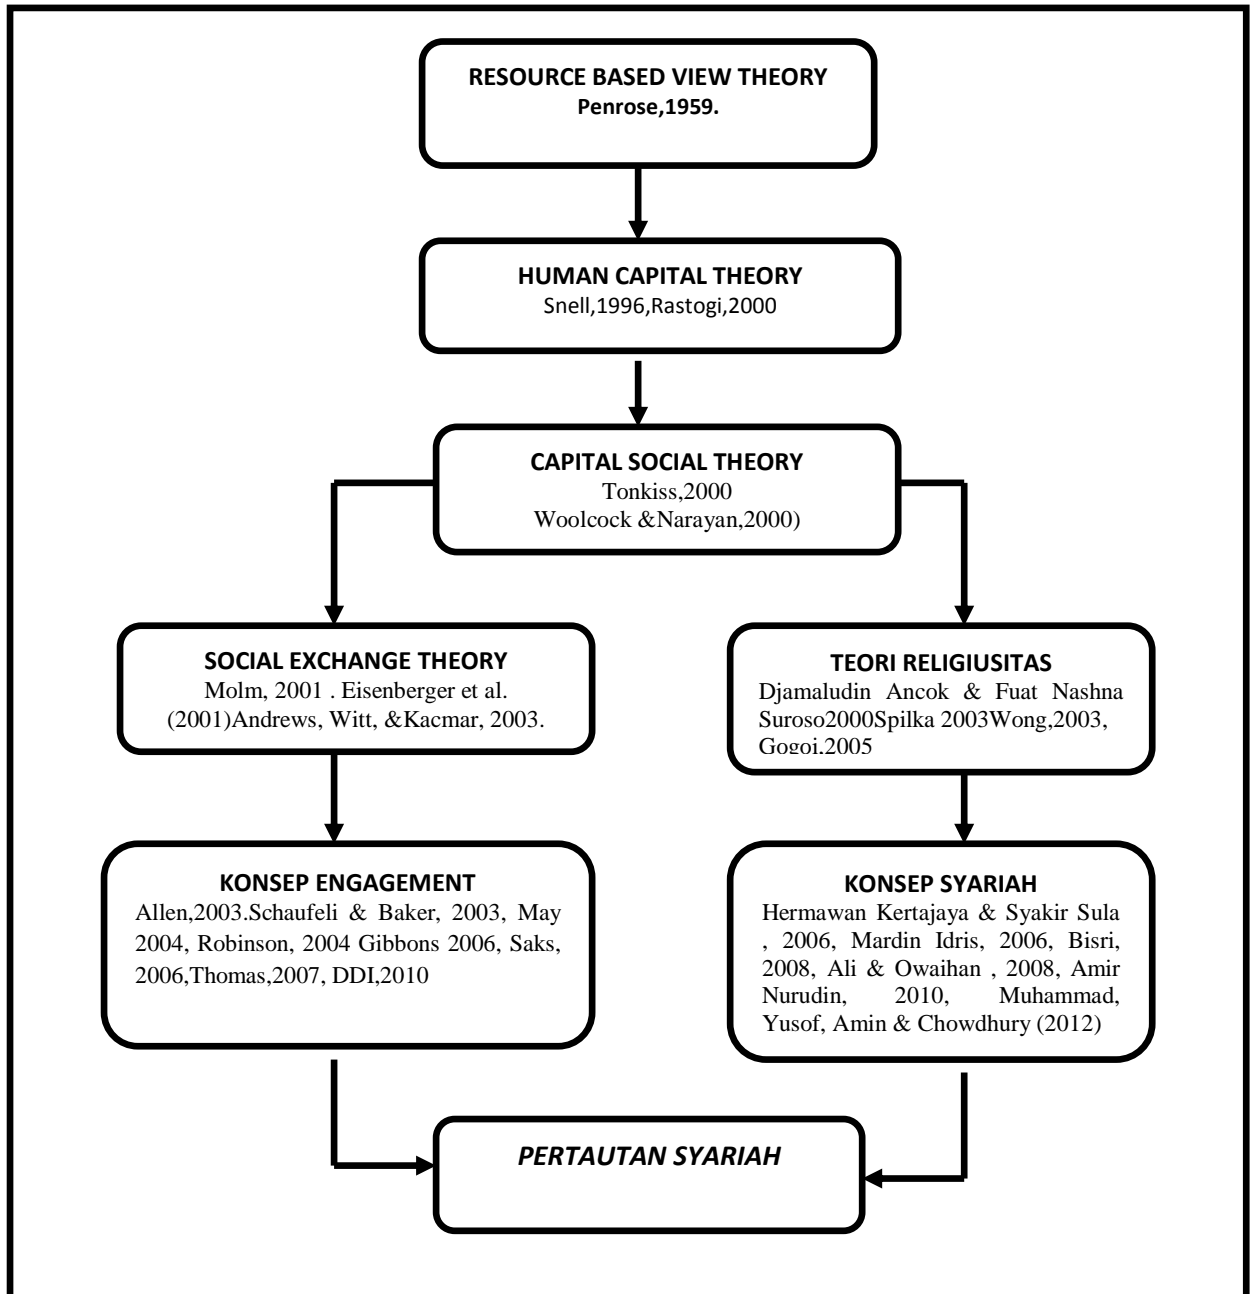 RESOURCE BASED VIEW THEORY
Penrose,1959.
HUMAN CAPITAL THEORY
Snell,1996,Rastogi,2000
CAPITAL SOCIAL THEORY
Tonkiss,2000
Woolcock &Narayan,2000)
SOCIAL EXCHANGE THEORY
Molm, 2001 . Eisenberger et al.
(2001)Andrews, Witt, &Kacmar, 2003.
TEORI RELIGIUSITAS
Djamaludin Ancok & Fuat Nashna
Suroso2000Spilka 2003Wong,2003,
Gogoi,2005
KONSEP ENGAGEMENT
Allen,2003.Schaufeli & Baker, 2003, May
2004, Robinson, 2004 Gibbons 2006, Saks,
2006,Thomas,2007, DDI,2010
KONSEP SYARIAH
Hermawan Kertajaya & Syakir Sula
, 2006, Mardin Idris, 2006, Bisri,
2008, Ali & Owaihan , 2008, Amir
Nurudin, 2010, Muhammad,
Yusof, Amin & Chowdhury (2012)
PERTAUTAN SYARIAH